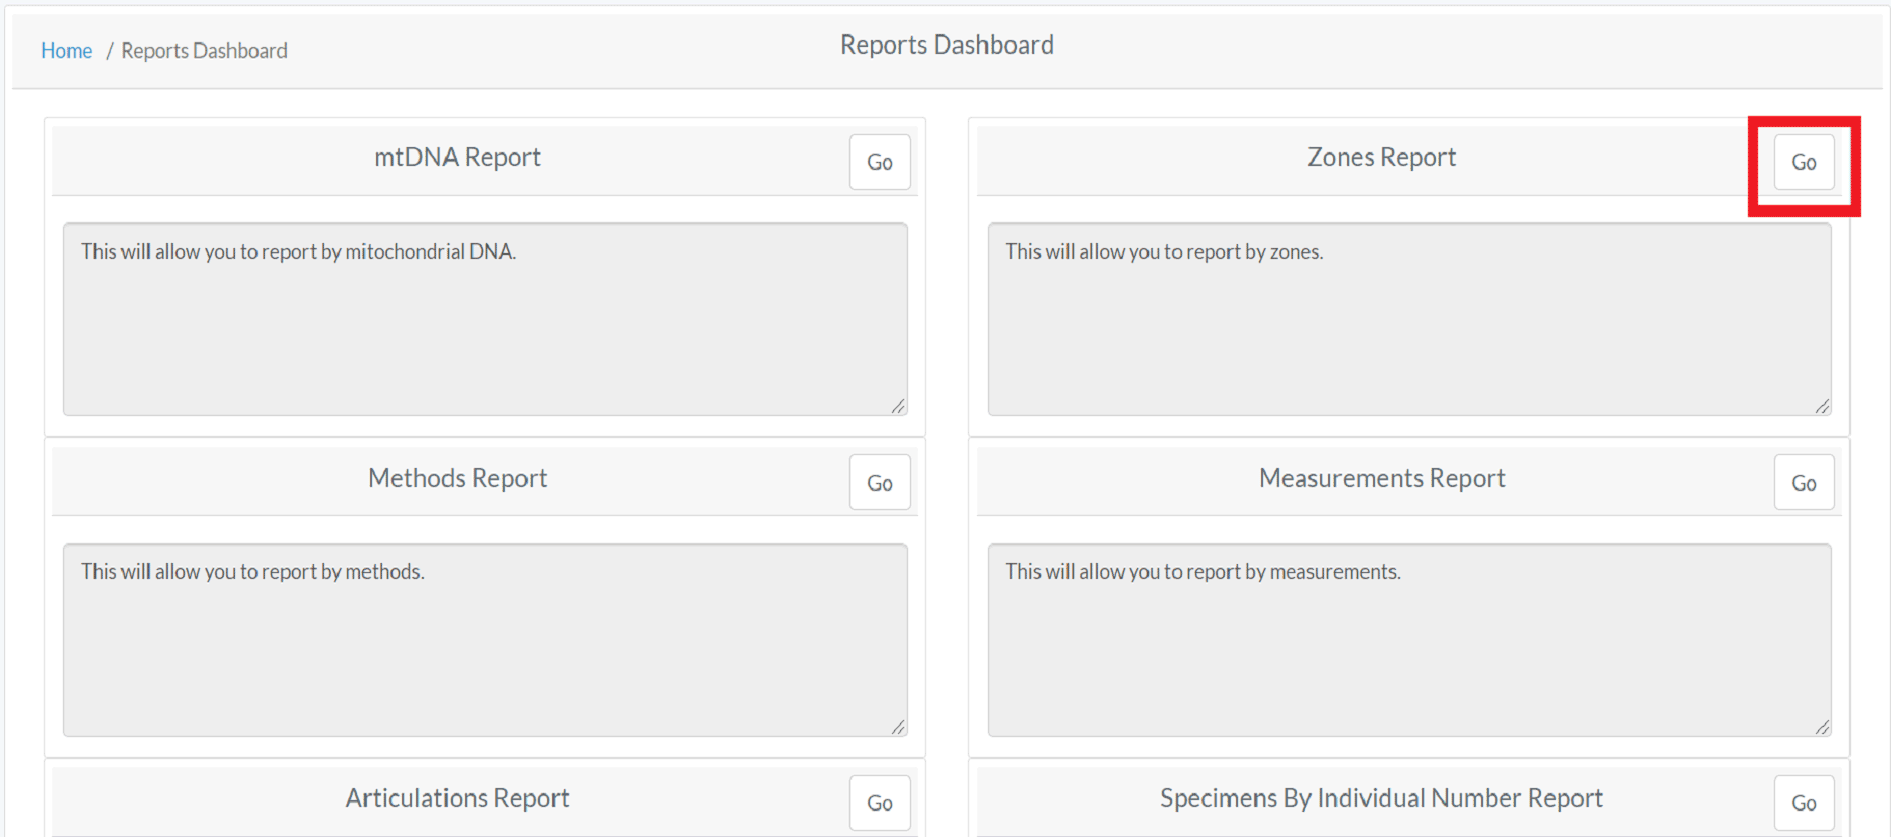 Home / Reports Dashboard
Reports Dashboard
mtDNA Report
Go
Zones Report
Go
This will allow you to report by mitochondrial DNA.
This will allow you to report by zones.
Methods Report
Go
Measurements Report
Go
This will allow you to report by methods.
This will allow you to report by measurements.
Articulations Report
Go
Specimens By Individual Number Report
Go